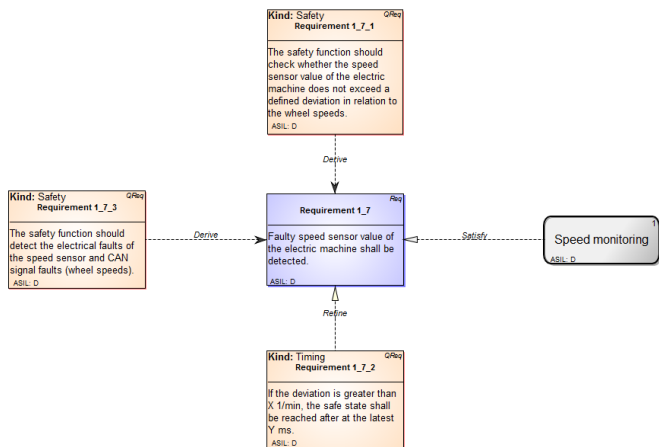 Kind: Safety QReq
Requirement 1_7_1
The safety function should
check whether the speed
sensor value of the electric
machine does not exceed a
defined deviation in relation to
the wheel speeds.
ASIL: D
Derive
Kind: Safety QReq
Requirement 1_7_3
The safety function should
detect the electrical faults of
the speed sensor and CAN
signal faults (wheel speeds).
ASIL: D
Derive
Req
Requirement 1_7
Faulty speed sensor value of
the electric machine shall be
detected.
ASIL: D
Satisfy
1
Speed monitoring
ASIL: D
Refine
Kind: Timing QReq
Requirement 1_7_2
If the deviation is greater than
X 1/min, the safe state shall
be reached after at the latest
Y ms.
ASIL: D